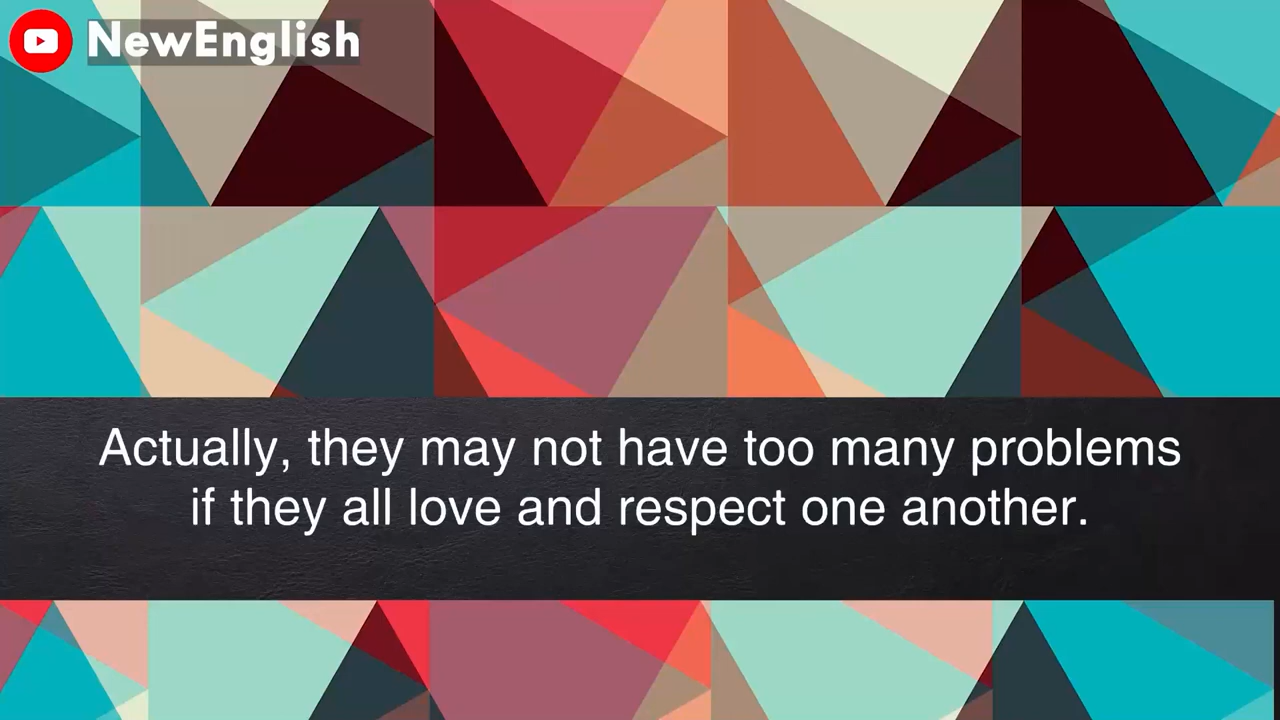 NewEnglish
Actually, they may not have too many problems
if they all love and respect one another.